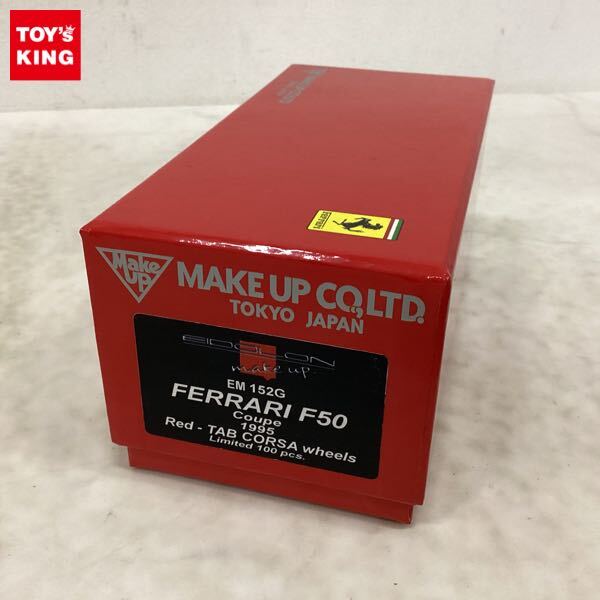 TOY'S
KING
Make
UP
MAKE UP CO.,LTD.
TOKYO JAPAN
EIDOLON
make up
EM 152G
FERRARI F50
Coupe
1995
Red - TAB CORSA wheels
Limited 100 pcs.